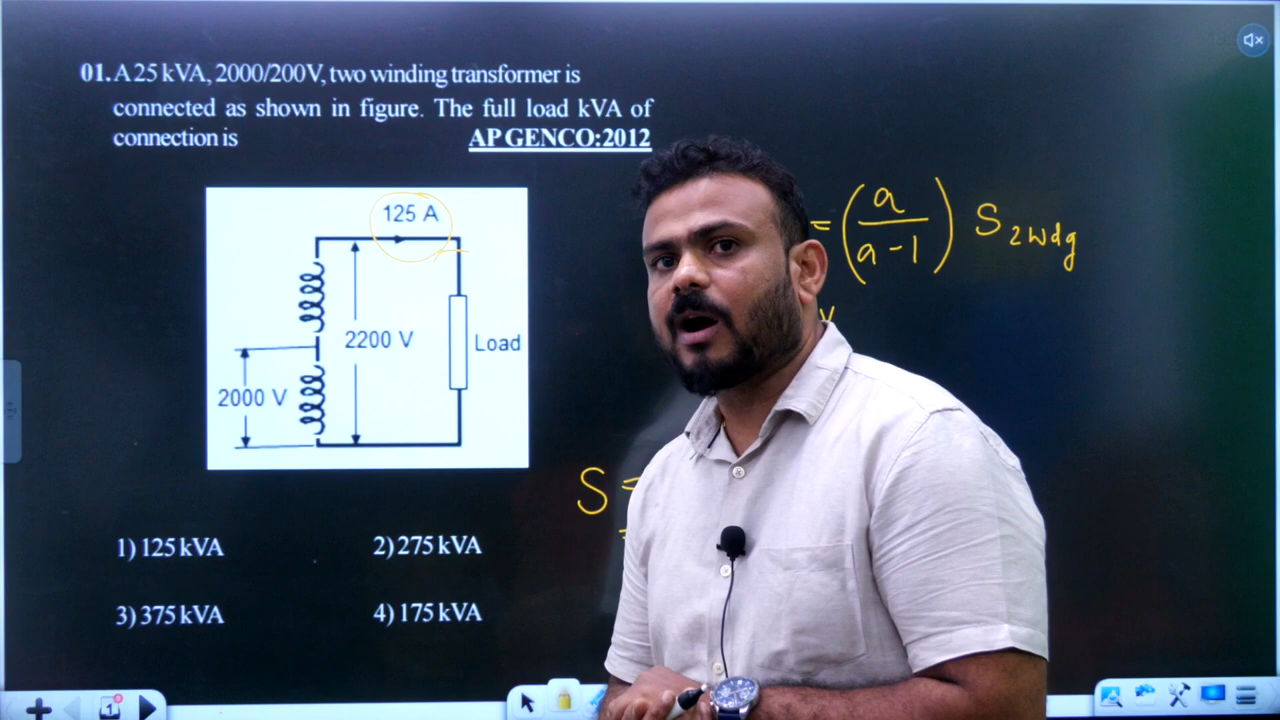 01. A 25 kVA, 2000/200V, two winding transformer is
connected as shown in figure. The full load kVA of
connection is AP GENCO:2012
125 A
2200 V
Load
2000 V
= (a/a-1) S2wdg
S =
1) 125 kVA 2) 275 kVA
3) 375 kVA 4) 175 kVA
1